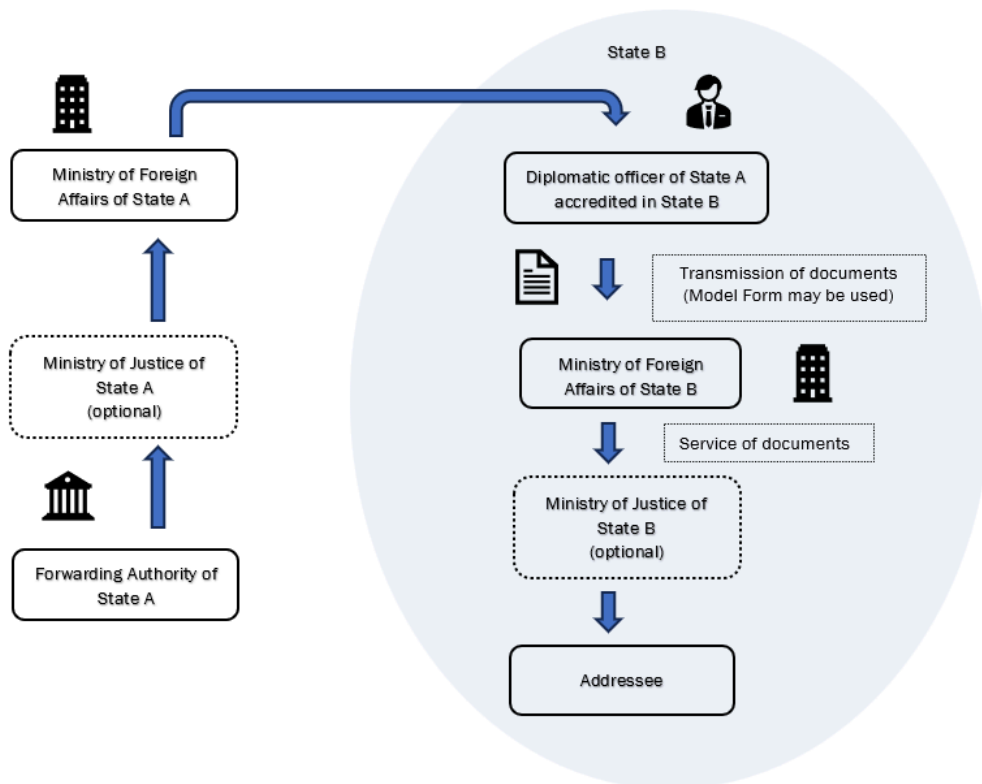 State B
Ministry of Foreign
Affairs of State A
Diplomatic officer of State A
accredited in State B
Transmission of documents
(Model Form may be used)
Ministry of Justice of
State A
(optional)
Ministry of Foreign
Affairs of State B
Service of documents
Ministry of Justice of
State B
(optional)
Forwarding Authority of
State A
Addressee